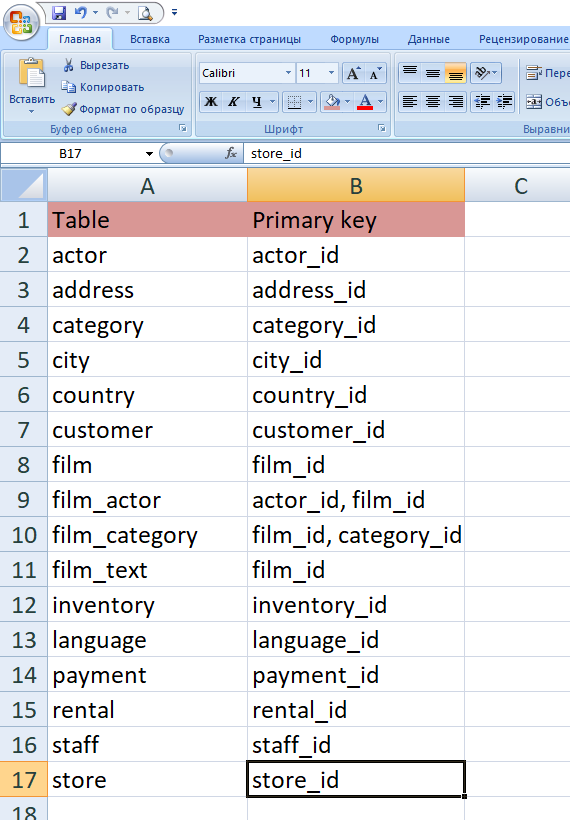 Главная Вставка Разметка страницы Формулы Данные Рецензирование
Вставить
Вырезать
Копировать
Формат по образцу
Буфер обмена
Calibri 11
Ж К Ч
Шрифт
Пере
Объе
Выравни
B17 fx store_id
A B C
1 Table Primary key
2 actor actor_id
3 address address_id
4 category category_id
5 city city_id
6 country country_id
7 customer customer_id
8 film film_id
9 film_actor actor_id, film_id
10 film_category film_id, category_id
11 film_text film_id
12 inventory inventory_id
13 language language_id
14 payment payment_id
15 rental rental_id
16 staff staff_id
17 store store_id
18